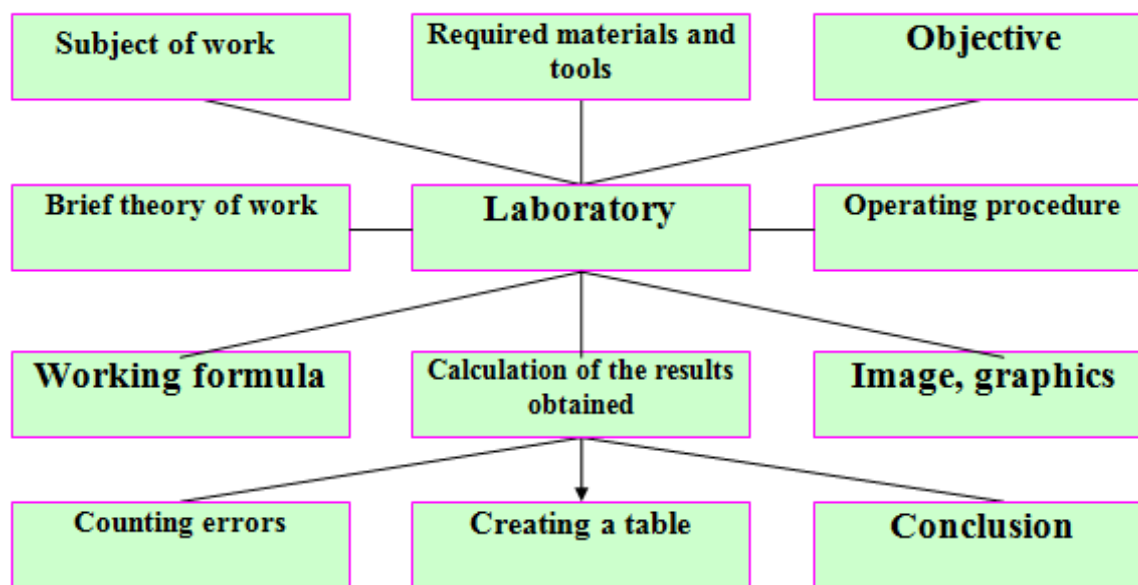 Subject of work
Required materials and
tools
Objective
Brief theory of work
Laboratory
Operating procedure
Working formula
Calculation of the results
obtained
Image, graphics
Counting errors
Creating a table
Conclusion